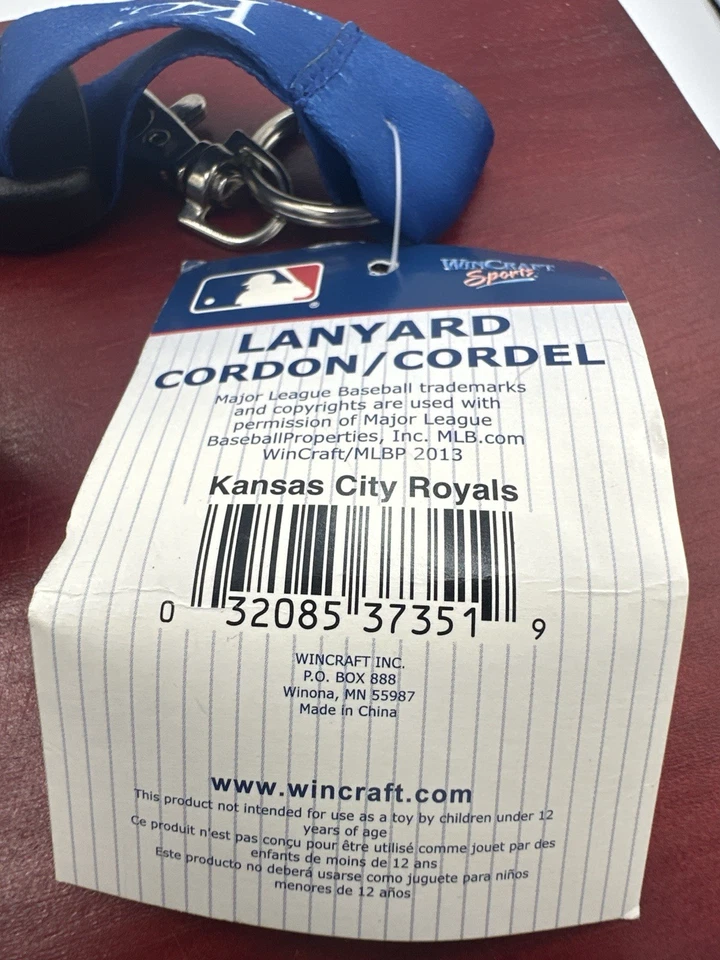 WINCRAFT
Sports
LANYARD
CORDON/CORDEL
Major League Baseball trademarks
and copyrights are used with
permission of Major League
BaseballProperties, Inc. MLB.com
WinCraft/MLBP 2013
Kansas City Royals
0 32085 37351 9
WINCRAFT INC.
P.O. BOX 888
Winona, MN 55987
Made in China
www.wincraft.com
This product not intended for use as a toy by children under 12
years of age
Ce produit n'est pas conçu pour être utilisé comme jouet par des
enfants de moins de 12 ans
Este producto no deberá usarse como juguete para niños
menores de 12 años